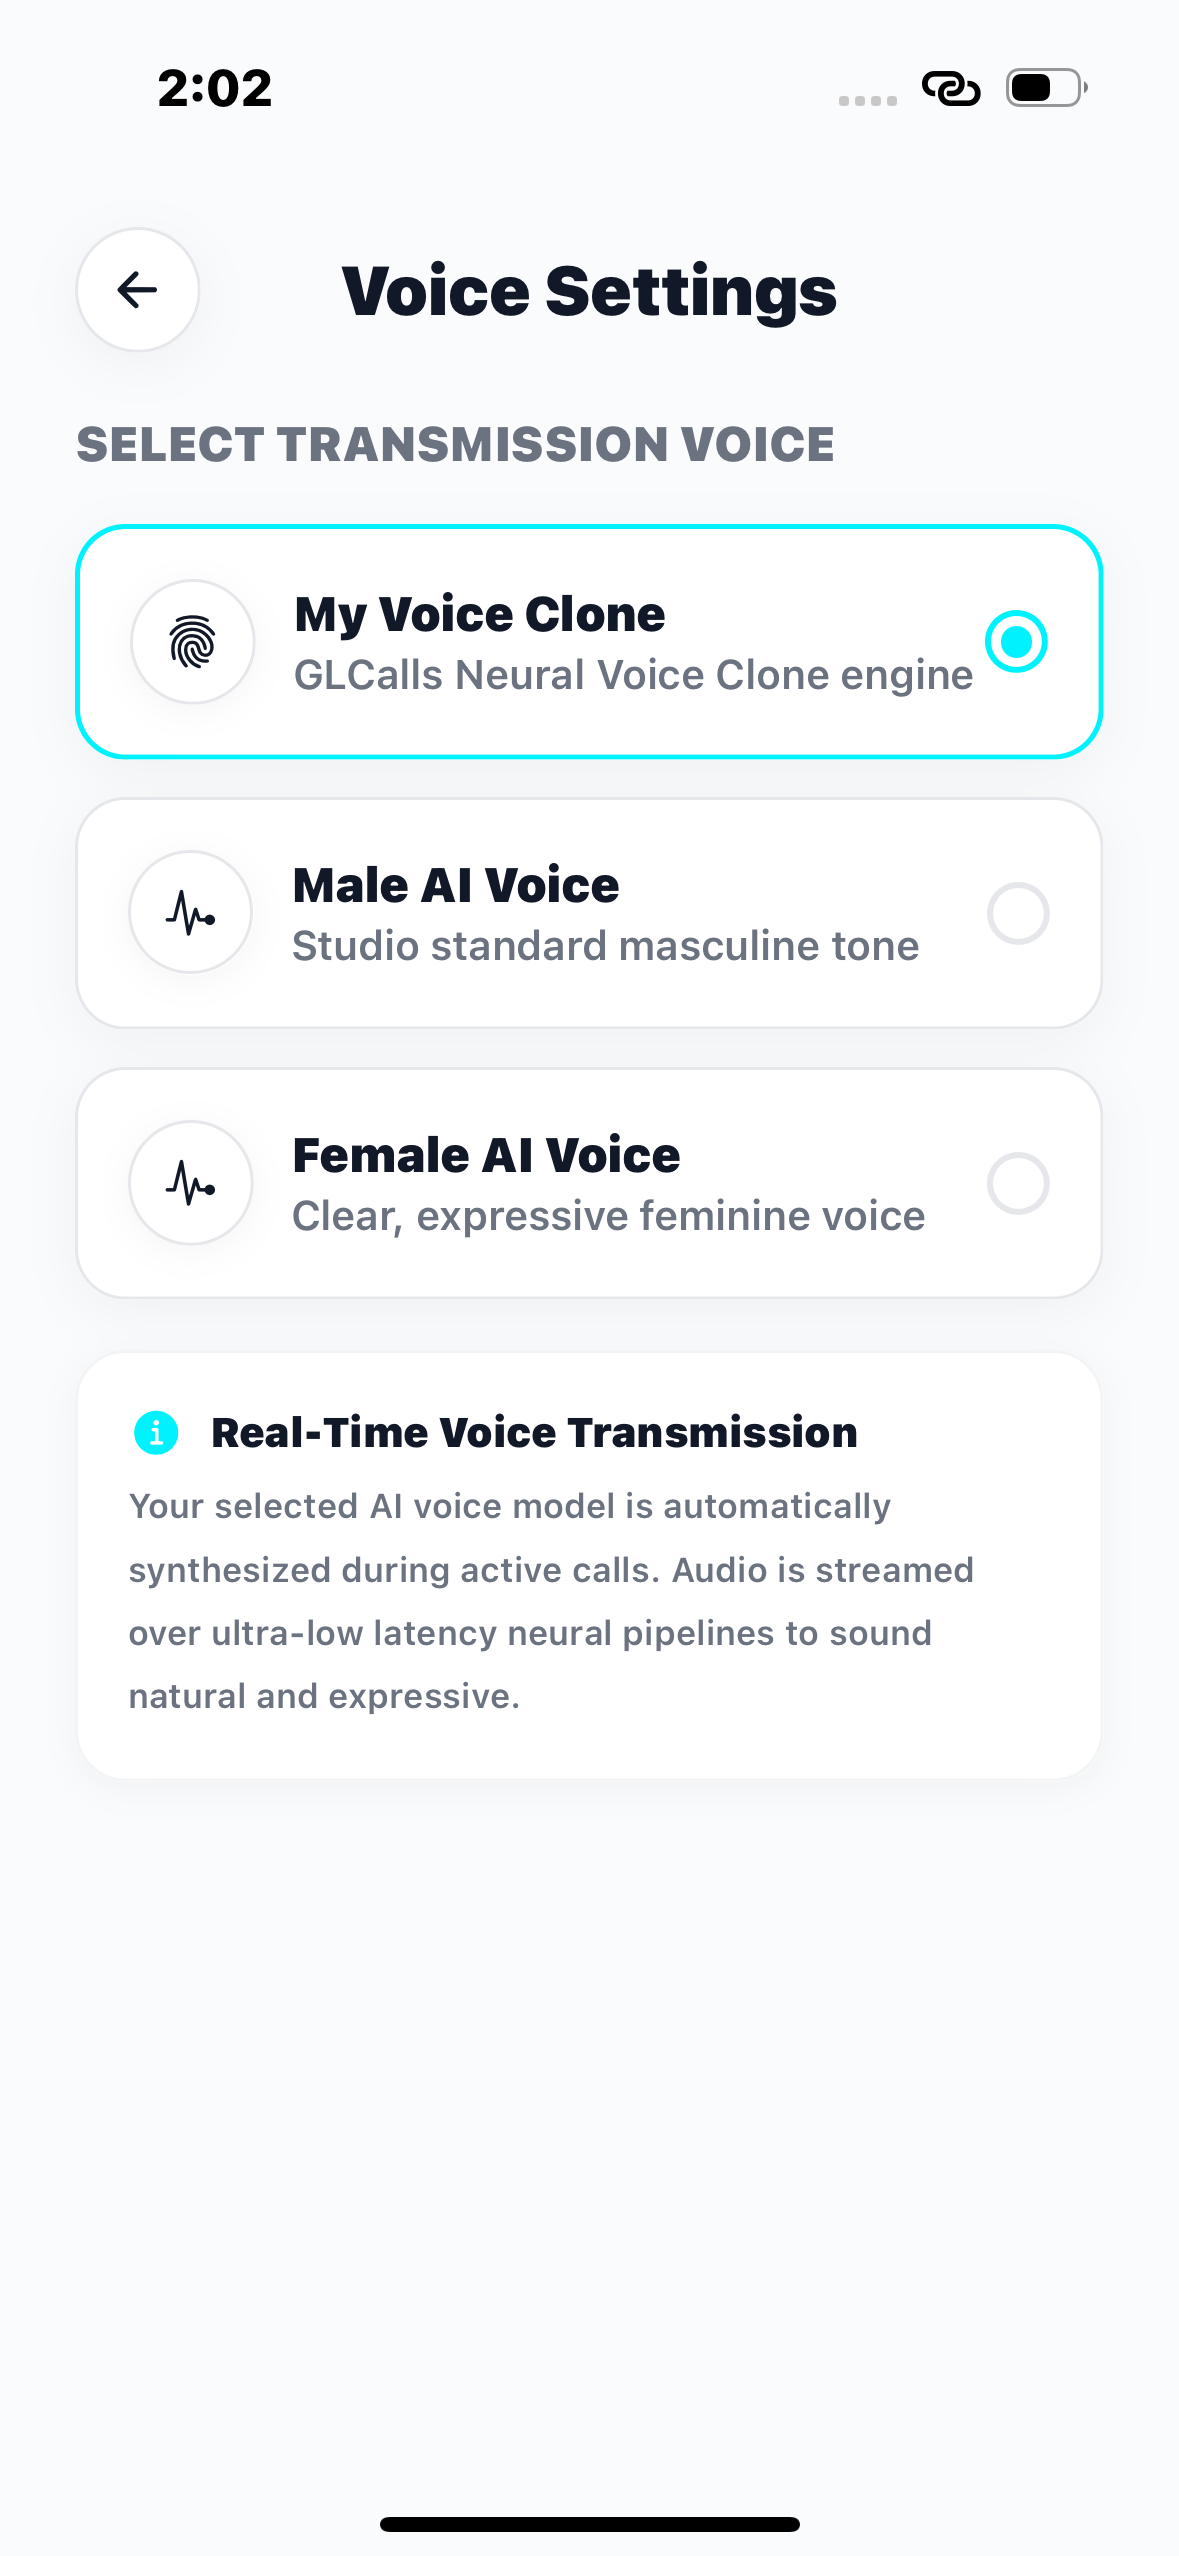 2:02
Voice Settings
SELECT TRANSMISSION VOICE
My Voice Clone
GLCalls Neural Voice Clone engine
Male AI Voice
Studio standard masculine tone
Female AI Voice
Clear, expressive feminine voice
Real-Time Voice Transmission
Your selected AI voice model is automatically
synthesized during active calls. Audio is streamed
over ultra-low latency neural pipelines to sound
natural and expressive.